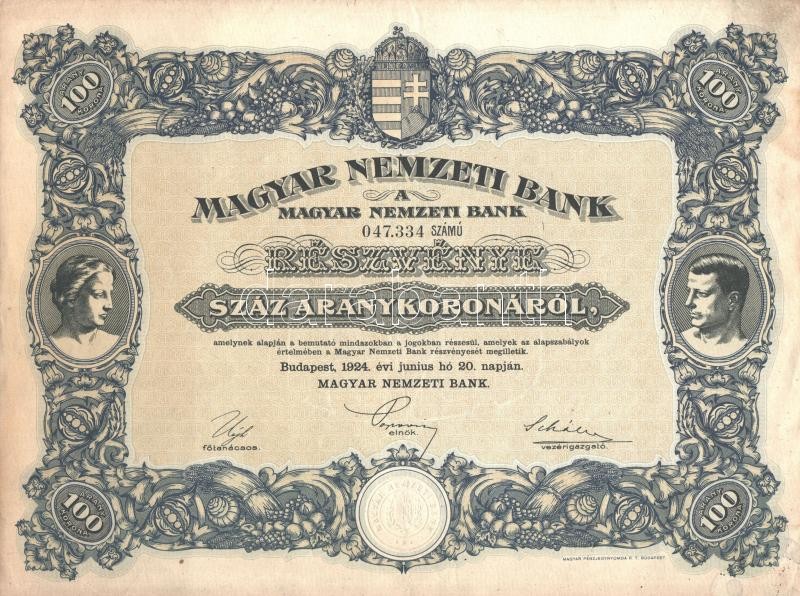 ARANY
100
KORONA
ARANY
100
KORONA
MAGYAR NEMZETI BANK
A
MAGYAR NEMZETI BANK
047.334 SZÁMÚ
RÉSZVÉNYE
SZÁZ ARANYKORONÁRÓL,
amelynek alapján a bemutató mindazokban a jogokban részesül, amelyek az alapszabályok
értelmében a Magyar Nemzeti Bank részvényesét megilletik.
Budapest, 1924. évi junius hó 20. napján.
MAGYAR NEMZETI BANK.
főtanácsos.
elnök.
vezérigazgató.
ARANY
100
KORONA
ARANY
100
KORONA
MAGYAR PÉNZJEGYNYOMDA R. T. BUDAPEST.